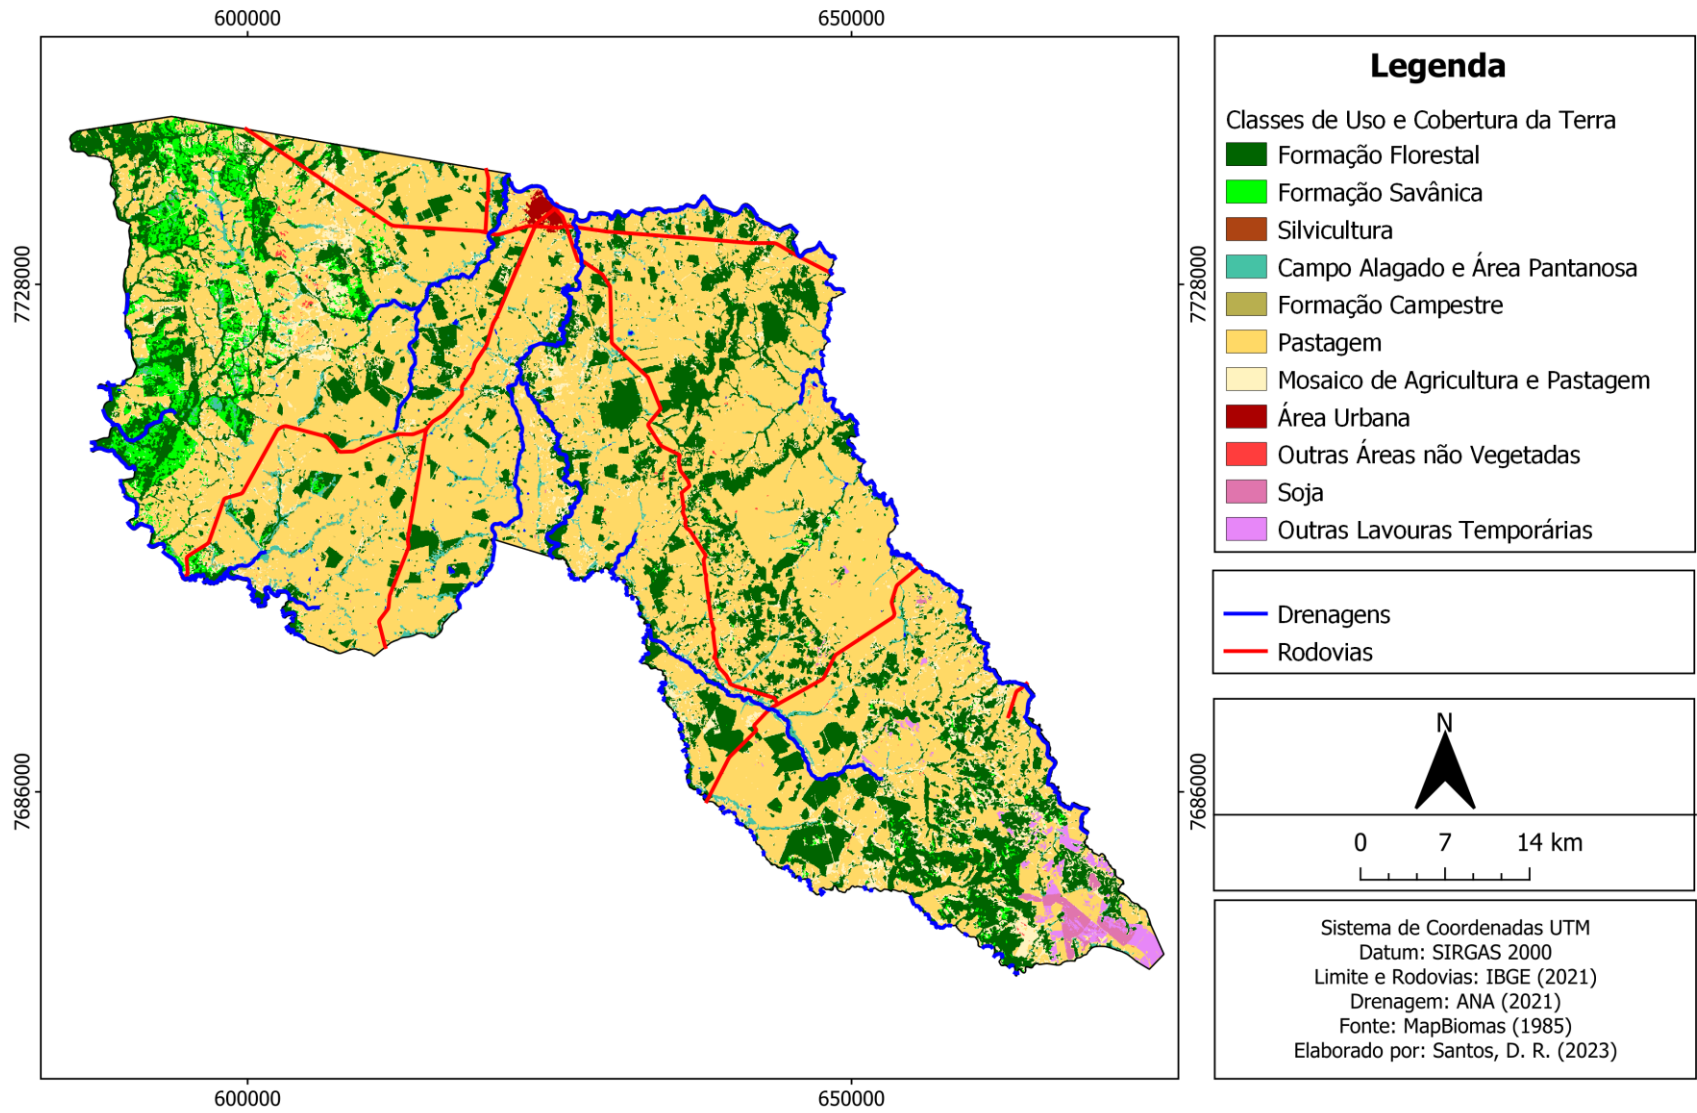 600000
650000
7728000
7686000
7728000
7686000
600000
650000
Legenda
Classes de Uso e Cobertura da Terra
Formação Florestal
Formação Savânica
Silvicultura
Campo Alagado e Área Pantanosa
Formação Campestre
Pastagem
Mosaico de Agricultura e Pastagem
Área Urbana
Outras Áreas não Vegetadas
Soja
Outras Lavouras Temporárias
Drenagens
Rodovias
N
0 7 14 km
Sistema de Coordenadas UTM
Datum: SIRGAS 2000
Limite e Rodovias: IBGE (2021)
Drenagem: ANA (2021)
Fonte: MapBiomas (1985)
Elaborado por: Santos, D. R. (2023)